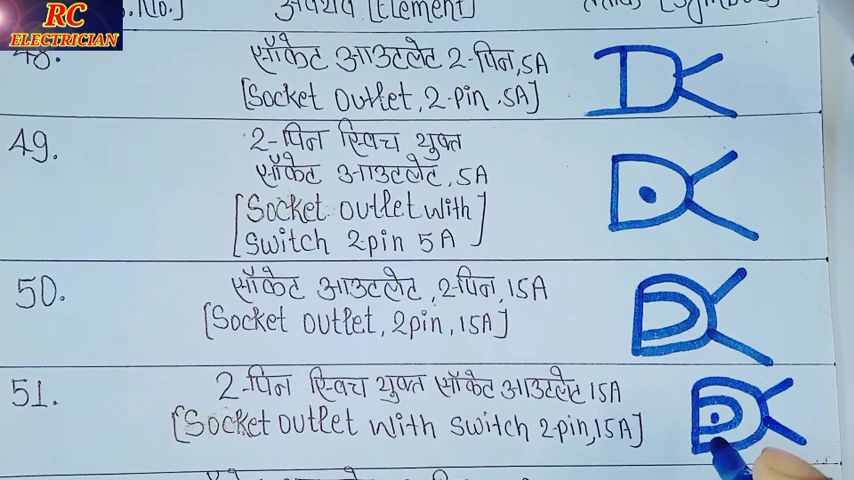 RC
ELECTRICIAN
.No.] अवयव [Element]
48. सॉकेट आउटलेट 2-पिन, 5A
[Socket Outlet, 2-pin .5A]
49. 2-पिन स्विच युक्त
सॉकेट आउटलेट, 5A
[Socket outlet with]
[switch 2-pin 5A]
50. सॉकेट आउटलेट, 2-पिन, 15A
[Socket outlet, 2pin, 15A]
51. 2-पिन स्विच युक्त सॉकेट आउटलेट 15A
[Socket outlet with switch 2pin, 15A]